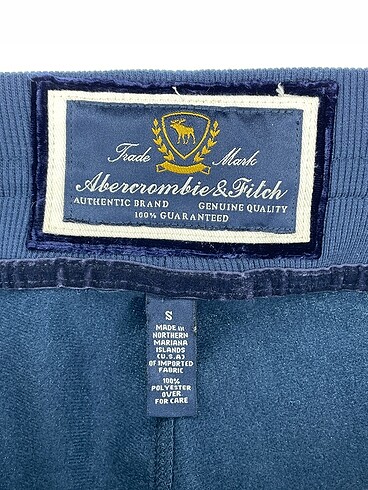 Trade Mark
Abercrombie & Fitch
AUTHENTIC BRAND GENUINE QUALITY
100% GUARANTEED
S
MADE IN
NORTHERN
MARIANA
ISLANDS
(U.S.A)
OF IMPORTED
FABRIC
100%
POLYESTER
OVER
FOR CARE